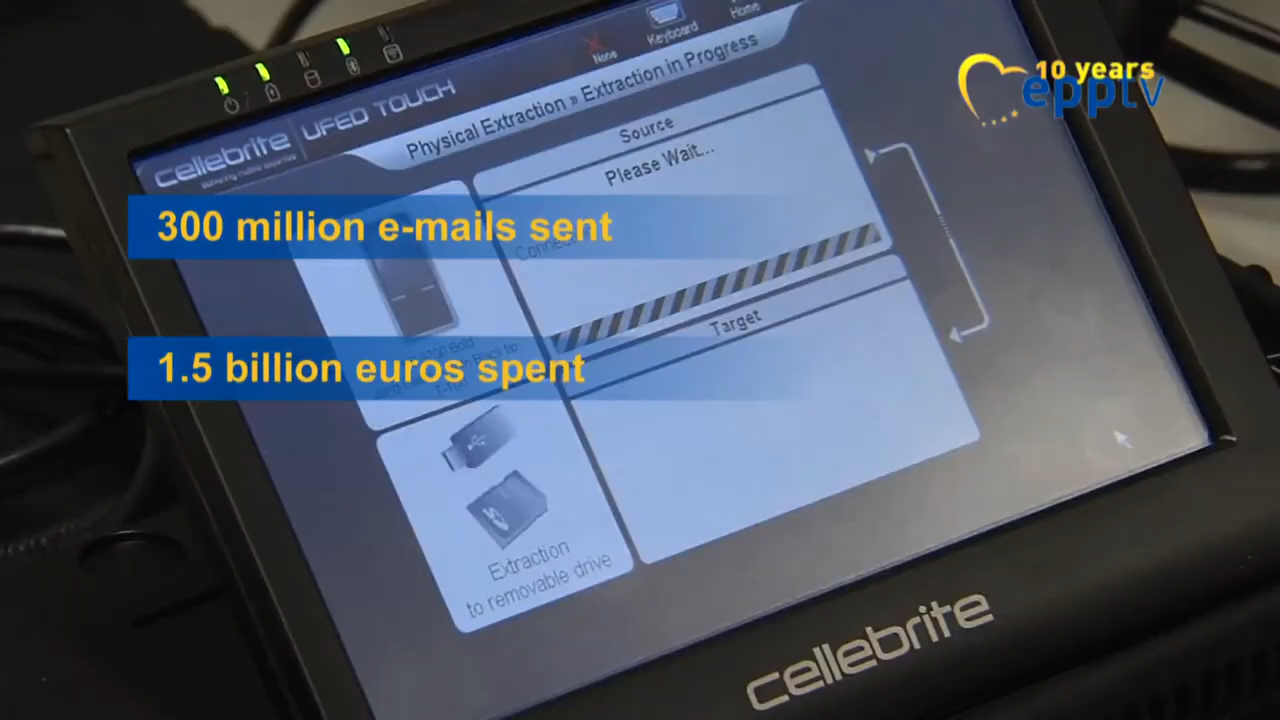 None
Keyboard
Home
10 years
epptv
cellebrite
UFED TOUCH
Physical Extraction » Extraction in Progress
Source
Please Wait...
300 million e-mails sent
Target
1.5 billion euros spent
Extraction
to removable drive
cellebrite